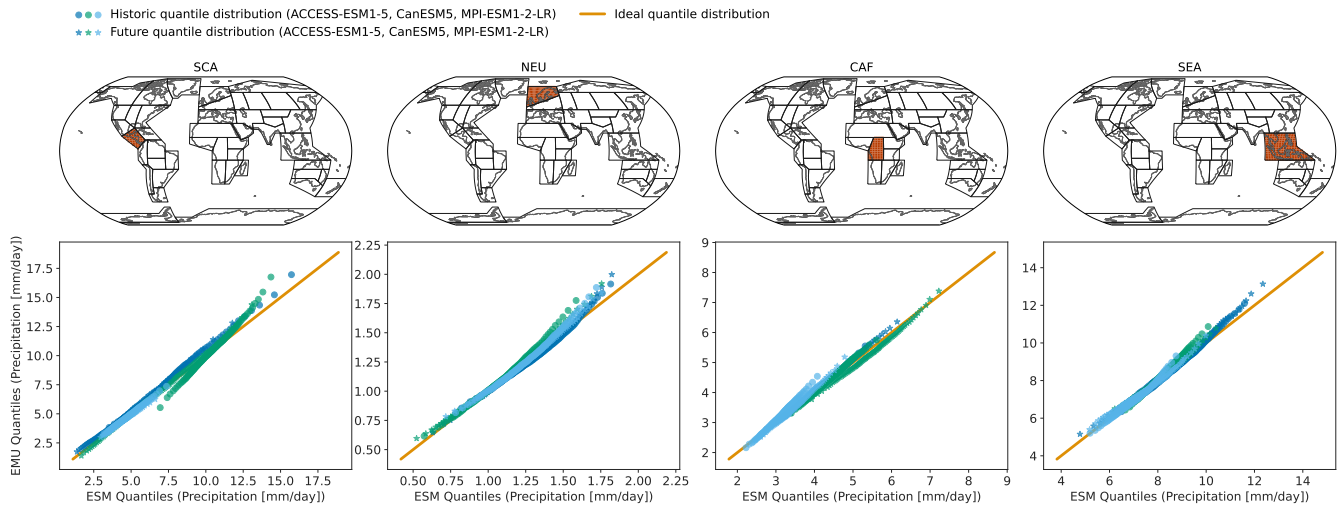 Historic quantile distribution (ACCESS-ESM1-5, CanESM5, MPI-ESM1-2-LR)
Ideal quantile distribution
Future quantile distribution (ACCESS-ESM1-5, CanESM5, MPI-ESM1-2-LR)
SCA
NEU
CAF
SEA
EMU Quantiles (Precipitation [mm/day])
17.5
15.0
12.5
10.0
7.5
5.0
2.5
2.5 5.0 7.5 10.0 12.5 15.0 17.5
ESM Quantiles (Precipitation [mm/day])
2.25
2.00
1.75
1.50
1.25
1.00
0.75
0.50
0.50 0.75 1.00 1.25 1.50 1.75 2.00 2.25
ESM Quantiles (Precipitation [mm/day])
9
8
7
6
5
4
3
2
2 3 4 5 6 7 8 9
ESM Quantiles (Precipitation [mm/day])
14
12
10
8
6
4
4 6 8 10 12 14
ESM Quantiles (Precipitation [mm/day])